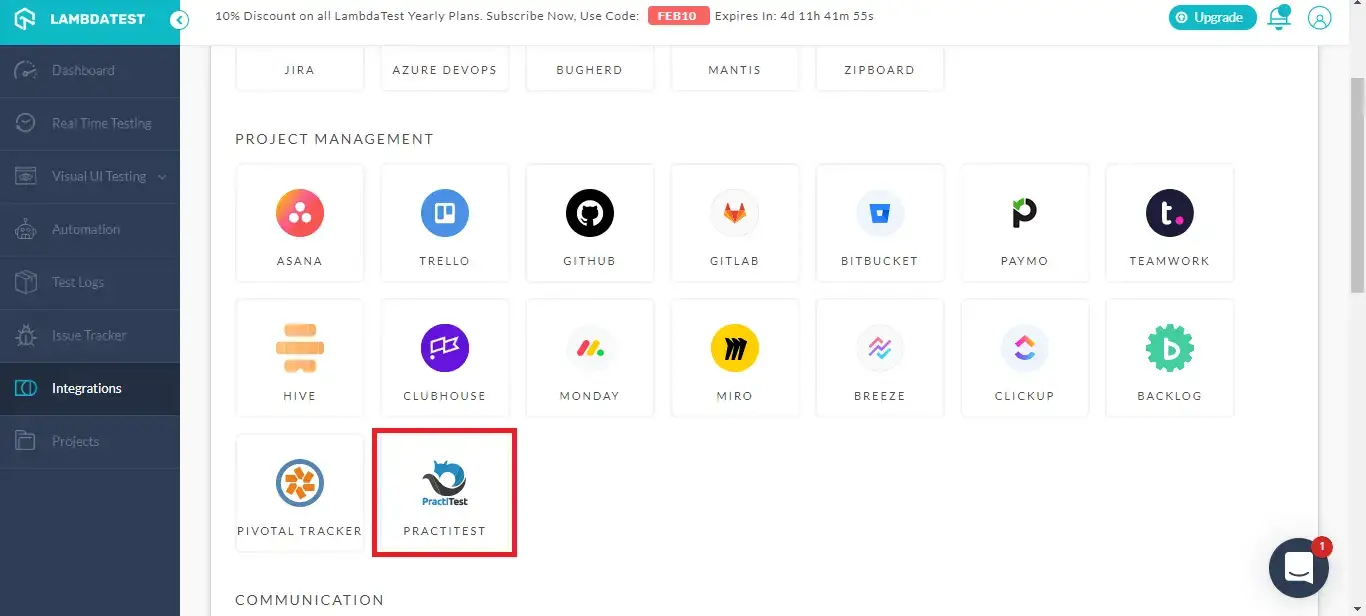 LAMBDATEST
10% Discount on all LambdaTest Yearly Plans. Subscribe Now, Use Code: FEB10 Expires In: 4d 11h 41m 55s
Upgrade
Dashboard
Real Time Testing
Visual UI Testing
Automation
Test Logs
Issue Tracker
Integrations
Projects
JIRA AZURE DEVOPS BUGHERD MANTIS ZIPBOARD
PROJECT MANAGEMENT
ASANA TRELLO GITHUB GITLAB BITBUCKET PAYMO TEAMWORK
HIVE CLUBHOUSE MONDAY MIRO BREEZE CLICKUP BACKLOG
PractiTest
PIVOTAL TRACKER PRACTITEST
COMMUNICATION
1